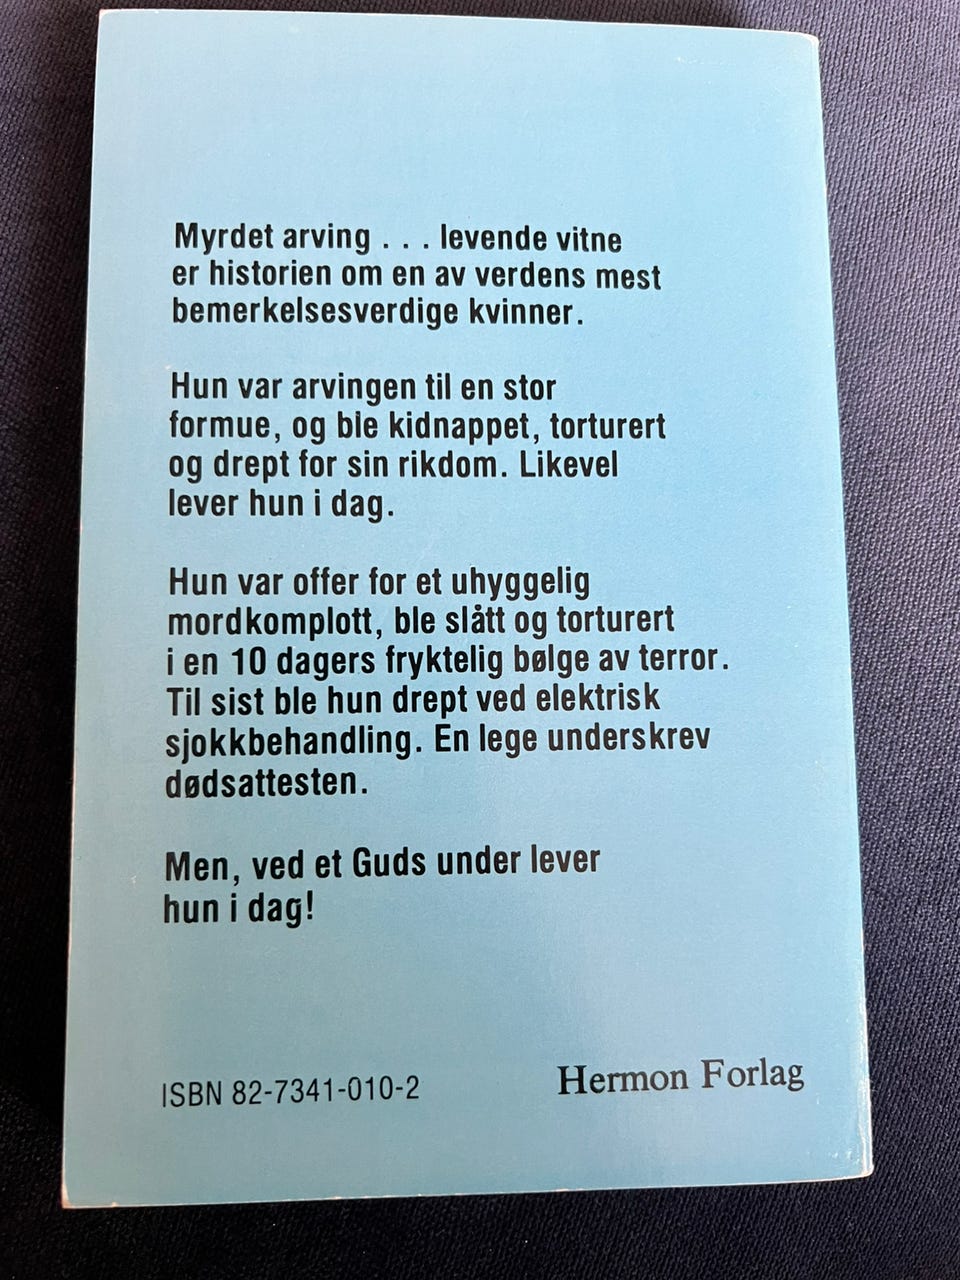 Myrdet arving . . . levende vitne
er historien om en av verdens mest
bemerkelsesverdige kvinner.
Hun var arvingen til en stor
formue, og ble kidnappet, torturert
og drept for sin rikdom. Likevel
lever hun i dag.
Hun var offer for et uhyggelig
mordkomplott, ble slått og torturert
i en 10 dagers fryktelig bølge av terror.
Til sist ble hun drept ved elektrisk
sjokkbehandling. En lege underskrev
dødsattesten.
Men, ved et Guds under lever
hun i dag!
ISBN 82-7341-010-2
Hermon Forlag